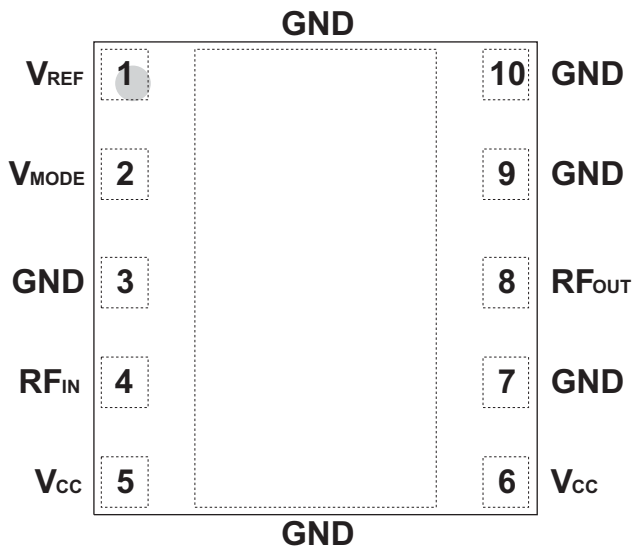 GND
VREF 1 10 GND
VMODE 2 9 GND
GND 3 8 RFOUT
RFIN 4 7 GND
VCC 5 6 VCC
GND